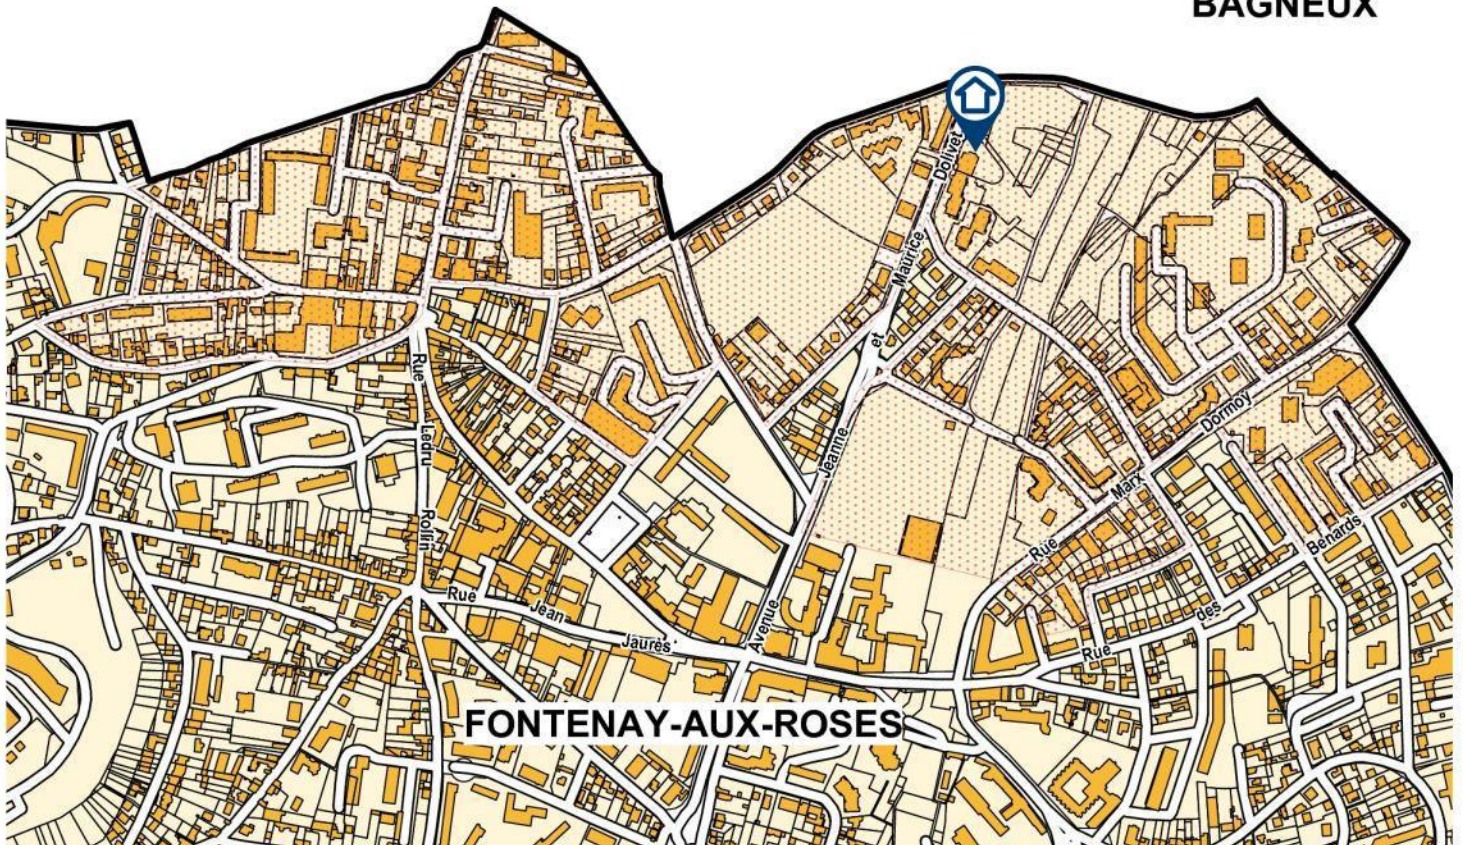 BAGNEUX
Avenue Jeanne et Maurice Dolivet
Rue Ledru Rollin
Rue Marx Dormoy
Rue des Benards
Rue Jean Jaurès
FONTENAY-AUX-ROSES